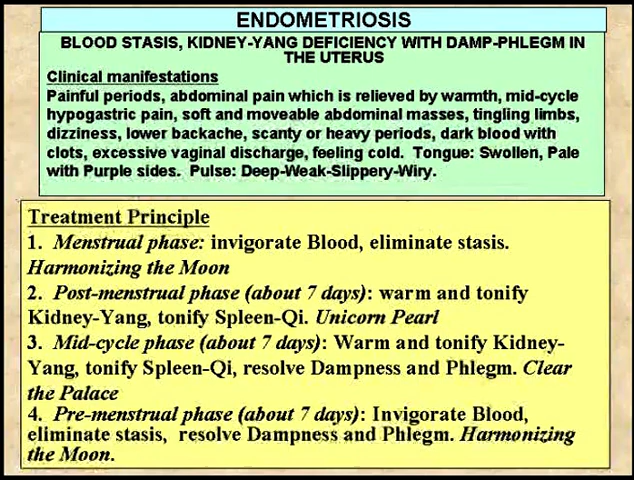 ENDOMETRIOSIS
BLOOD STASIS, KIDNEY-YANG DEFICIENCY WITH DAMP-PHLEGM IN
THE UTERUS
Clinical manifestations
Painful periods, abdominal pain which is relieved by warmth, mid-cycle
hypogastric pain, soft and moveable abdominal masses, tingling limbs,
dizziness, lower backache, scanty or heavy periods, dark blood with
clots, excessive vaginal discharge, feeling cold. Tongue: Swollen, Pale
with Purple sides. Pulse: Deep-Weak-Slippery-Wiry.
Treatment Principle
1. Menstrual phase: invigorate Blood, eliminate stasis.
Harmonizing the Moon
2. Post-menstrual phase (about 7 days): warm and tonify
Kidney-Yang, tonify Spleen-Qi. Unicorn Pearl
3. Mid-cycle phase (about 7 days): Warm and tonify Kidney-
Yang, tonify Spleen-Qi, resolve Dampness and Phlegm. Clear
the Palace
4. Pre-menstrual phase (about 7 days): Invigorate Blood,
eliminate stasis, resolve Dampness and Phlegm. Harmonizing
the Moon.